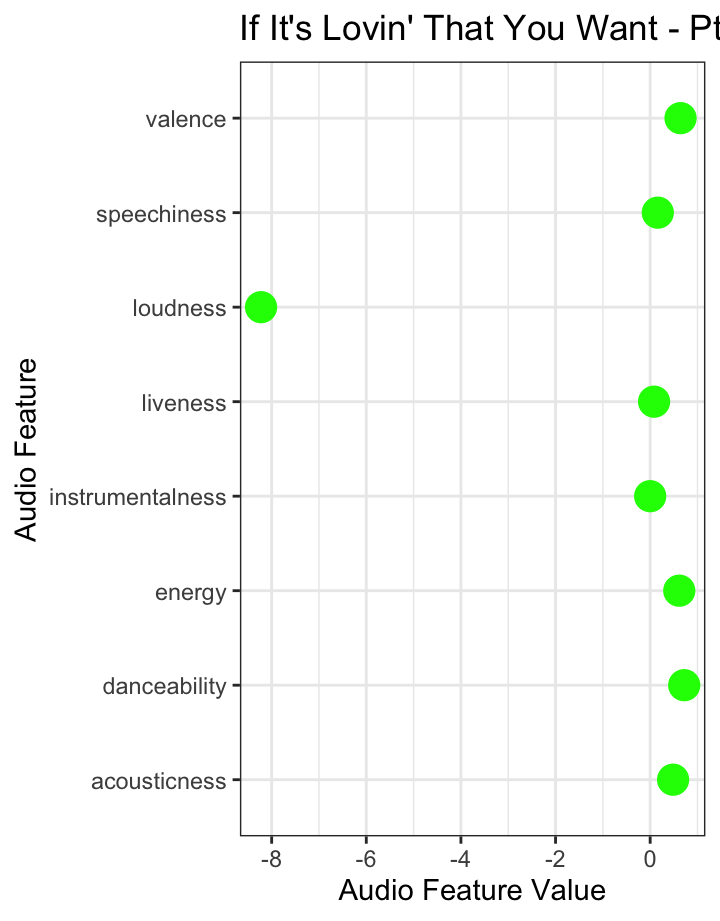 If It's Lovin' That You Want - Pt
valence
speechiness
loudness
liveness
instrumentalness
energy
danceability
acousticness
Audio Feature
-8 -6 -4 -2 0
Audio Feature Value